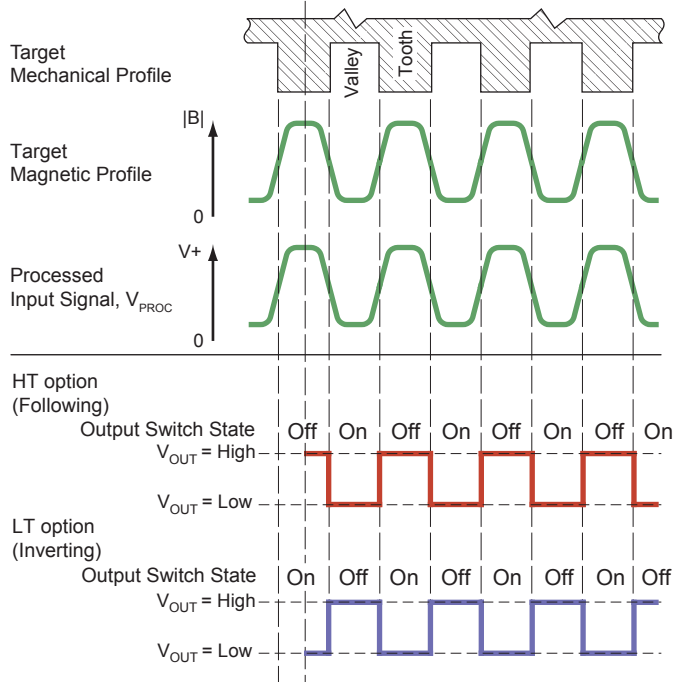 Target
Mechanical Profile
Valley
Tooth
|B|
Target
Magnetic Profile
0
V+
Processed
Input Signal, VPROC
0
HT option
(Following)
Output Switch State Off On Off On Off On Off On
VOUT = High
VOUT = Low
LT option
(Inverting)
Output Switch State On Off On Off On Off On Off
VOUT = High
VOUT = Low